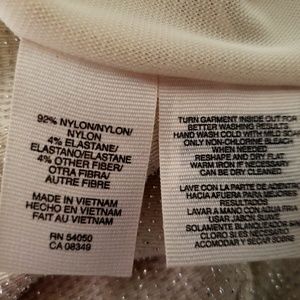 92% NYLON/NYLON/
NYLON
4% ELASTANE/
ELASTANO/ELASTANE
4% OTHER FIBER/
OTRA FIBRA/
AUTRE FIBRE
MADE IN VIETNAM
HECHO EN VIETNAM
FAIT AU VIETNAM
RN 54050
CA 08349
TURN GARMENT INSIDE OUT FOR
BETTER WASHING RESULTS
HAND WASH COLD WITH MILD SOAP
ONLY NON-CHLORINE BLEACH
WHEN NEEDED
RESHAPE AND DRY FLAT
WARM IRON IF NECESSARY
CAN BE DRY CLEANED
LAVE CON LA PARTE DE ADENTRO
HACIA AFUERA PARA MEJORES
RESULTADOS
LAVAR A MANO CON AGUA FRIA
USAR JABON SUAVE
SOLAMENTE BLANQUEADOR SIN
CLORO SI ES NECESARIO
ACOMODAR Y SECAR SOBRE